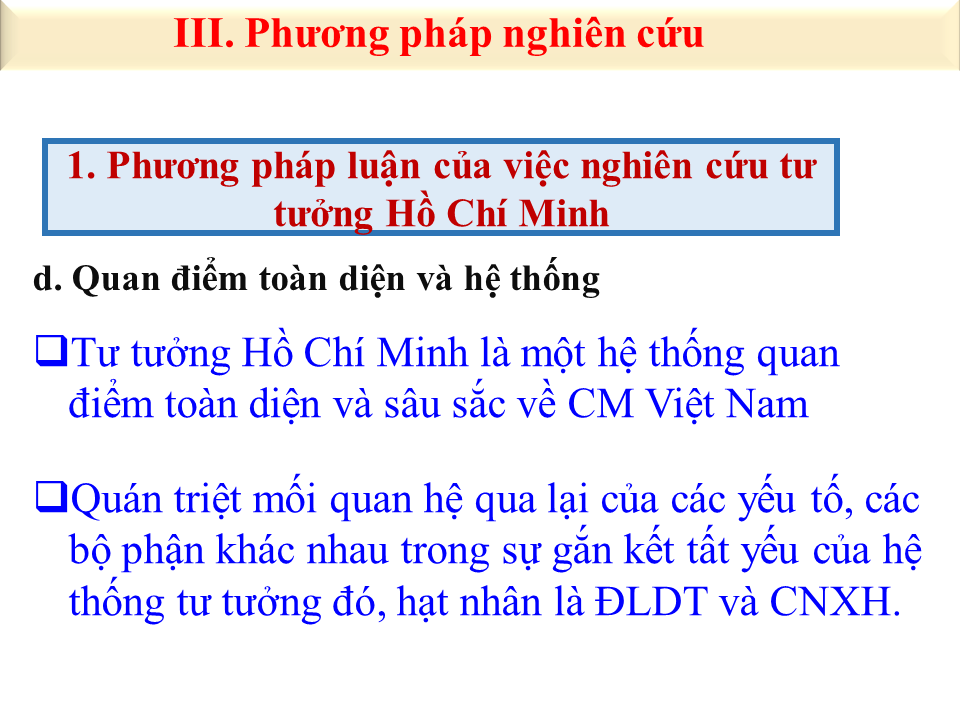 III. Phương pháp nghiên cứu
1. Phương pháp luận của việc nghiên cứu tư
tưởng Hồ Chí Minh
d. Quan điểm toàn diện và hệ thống
❑Tư tưởng Hồ Chí Minh là một hệ thống quan
điểm toàn diện và sâu sắc về CM Việt Nam
❑Quán triệt mối quan hệ qua lại của các yếu tố, các
bộ phận khác nhau trong sự gắn kết tất yếu của hệ
thống tư tưởng đó, hạt nhân là ĐLDT và CNXH.